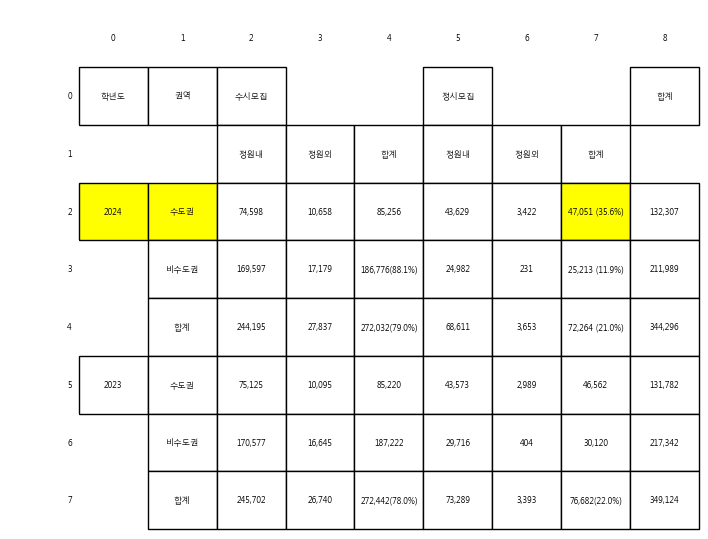 0 1 2 3 4 5 6 7 8
0 학년도 권역 수시모집 정시모집 합계
1 정원내 정원외 합계 정원내 정원외 합계
2 2024 수도권 74,598 10,658 85,256 43,629 3,422 47,051 (35.6%) 132,307
3 비수도권 169,597 17,179 186,776(88.1%) 24,982 231 25,213 (11.9%) 211,989
4 합계 244,195 27,837 272,032(79.0%) 68,611 3,653 72,264 (21.0%) 344,296
5 2023 수도권 75,125 10,095 85,220 43,573 2,989 46,562 131,782
6 비수도권 170,577 16,645 187,222 29,716 404 30,120 217,342
7 합계 245,702 26,740 272,442(78.0%) 73,289 3,393 76,682(22.0%) 349,124